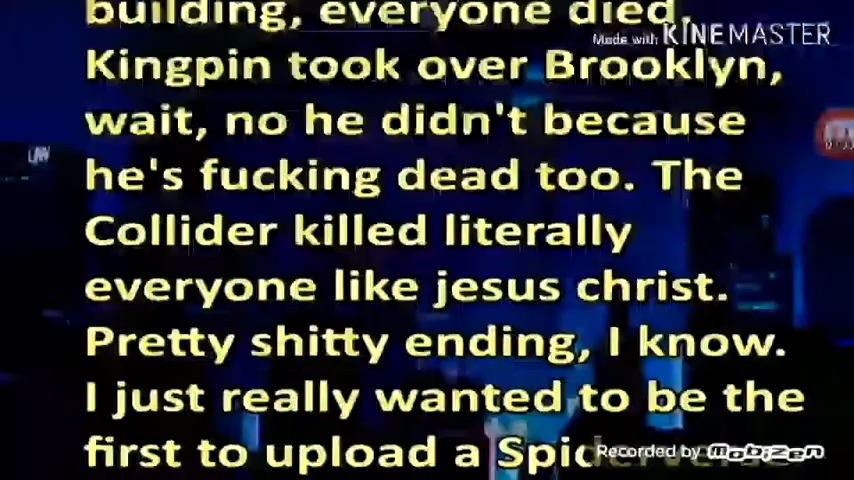 building, everyone died,
Made with KINEMASTER
Kingpin took over Brooklyn,
wait, no he didn't because
he's fucking dead too. The
Collider killed literally
everyone like jesus christ.
Pretty shitty ending, I know.
I just really wanted to be the
first to upload a Spiderverse
Recorded by Mobizen